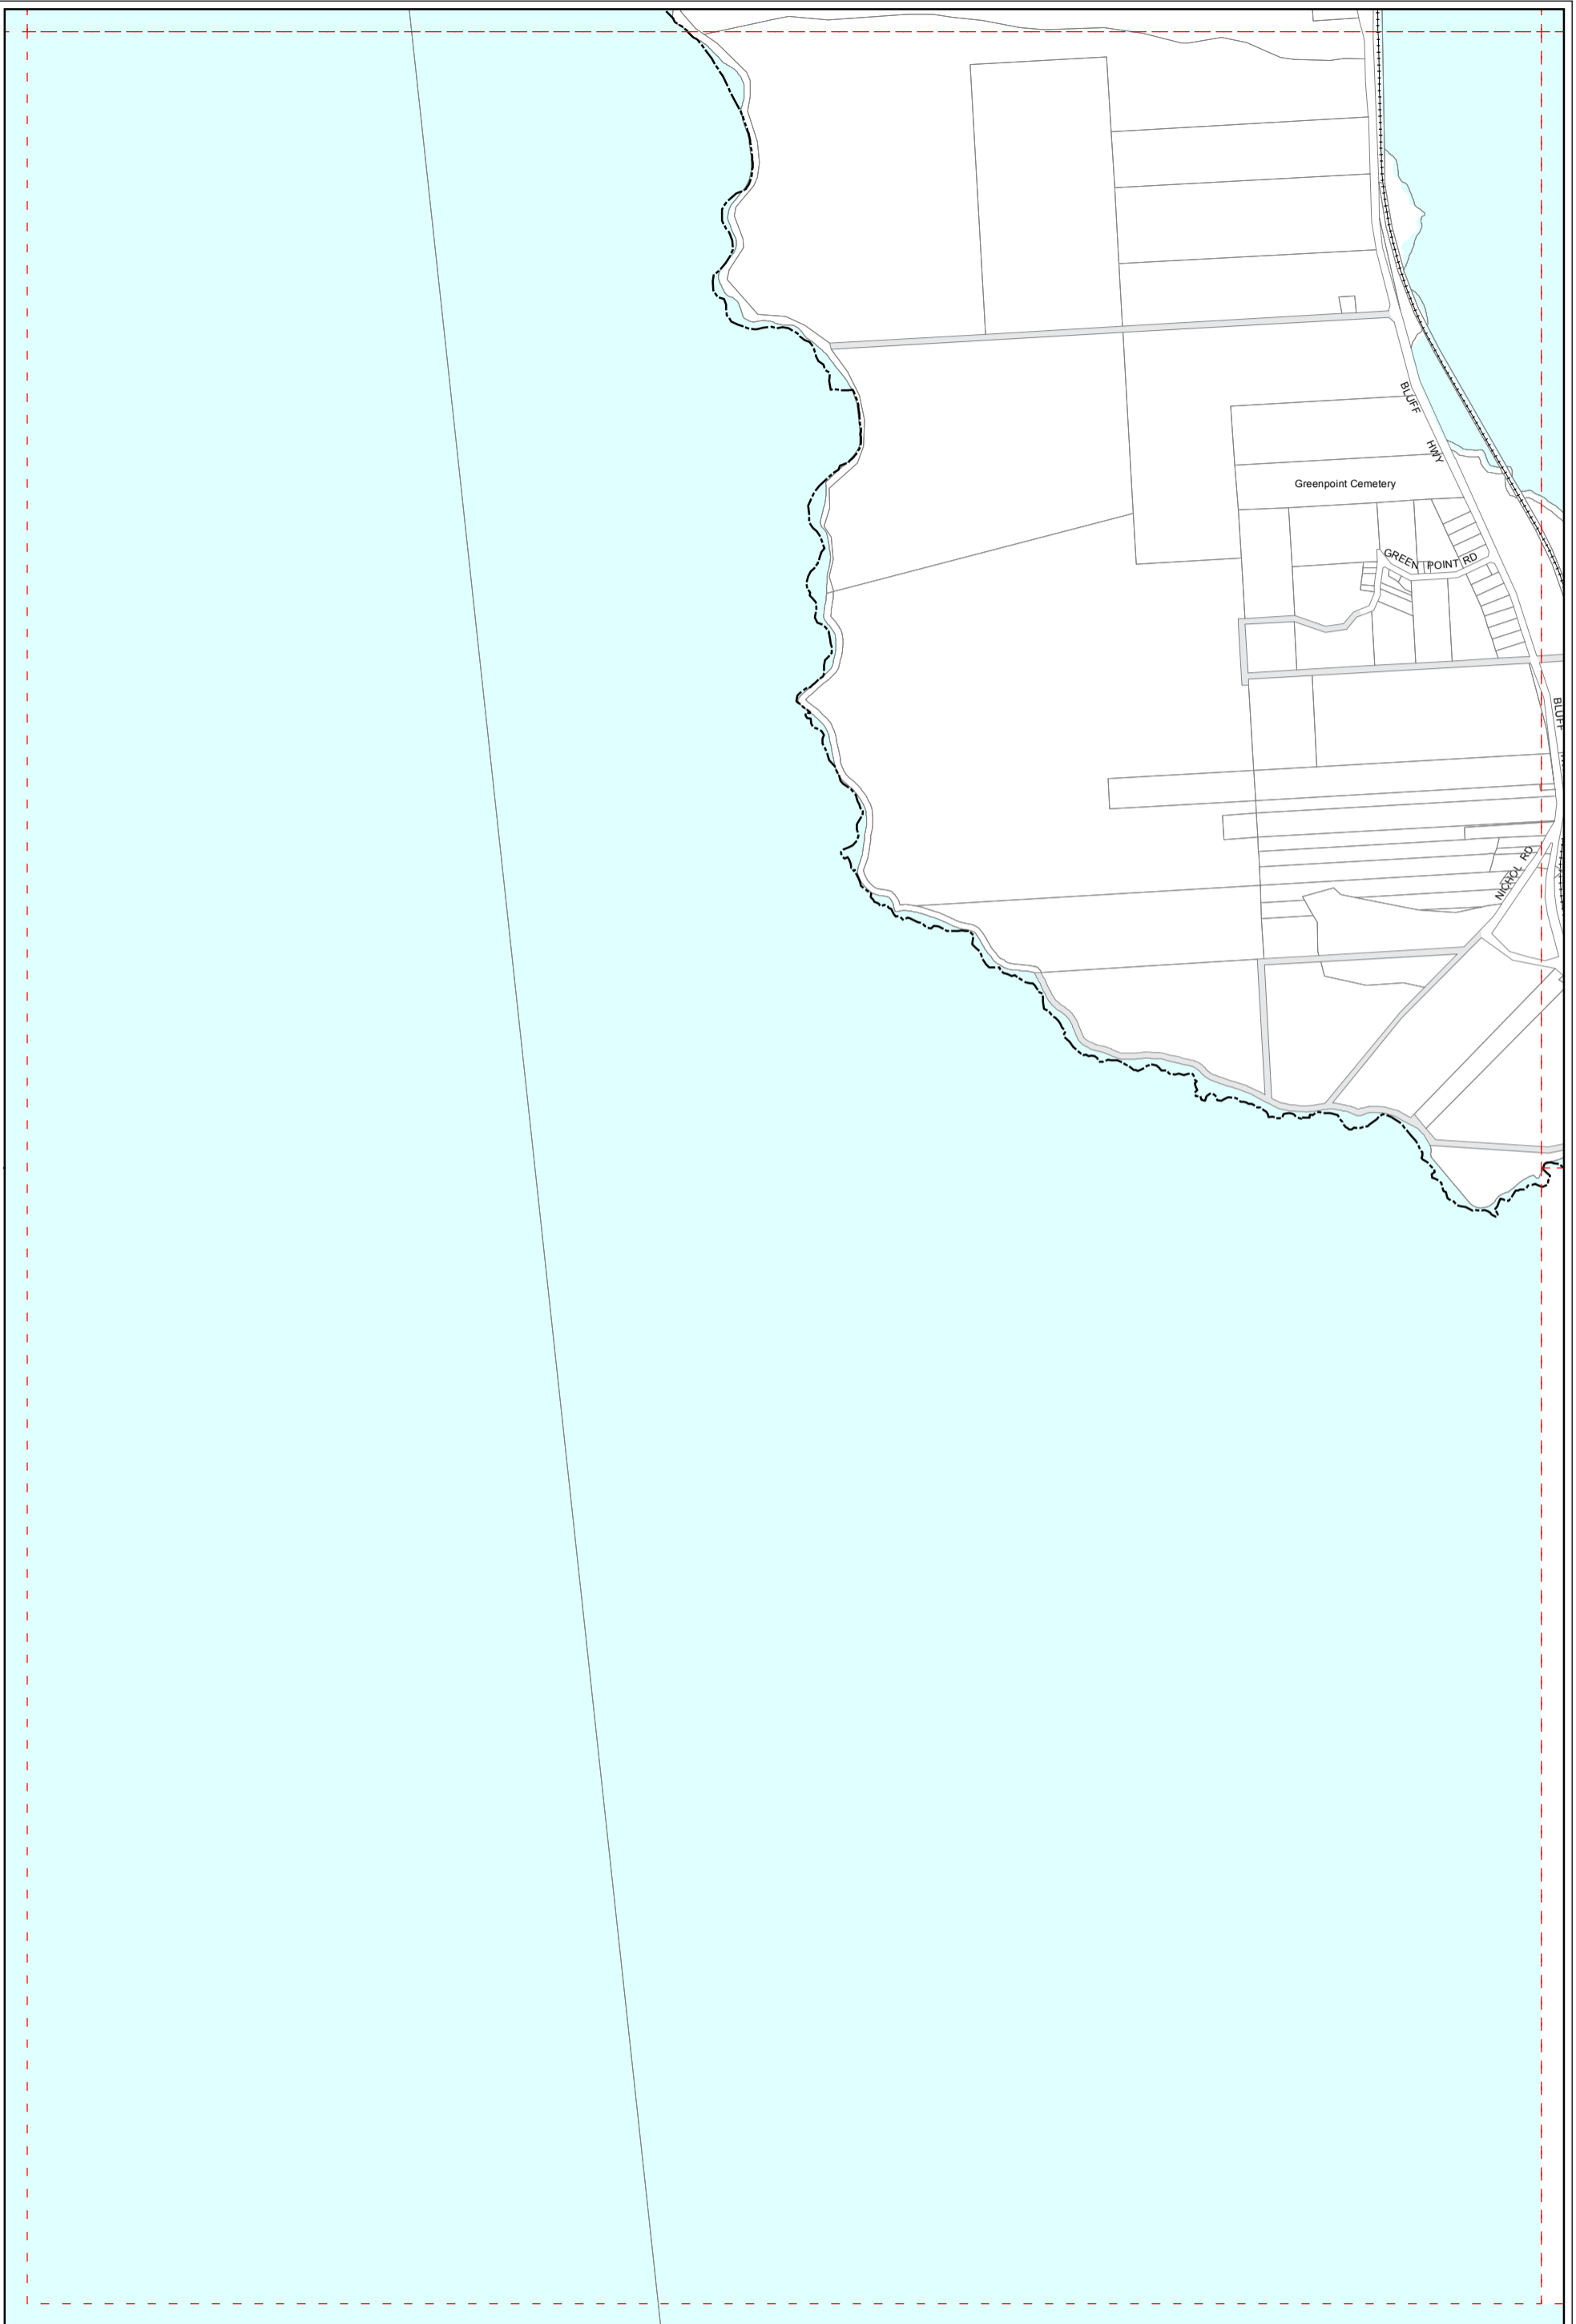 BLUFF
HWY
Greenpoint Cemetery
GREEN POINT RD
BLUFF
NICHOL RD